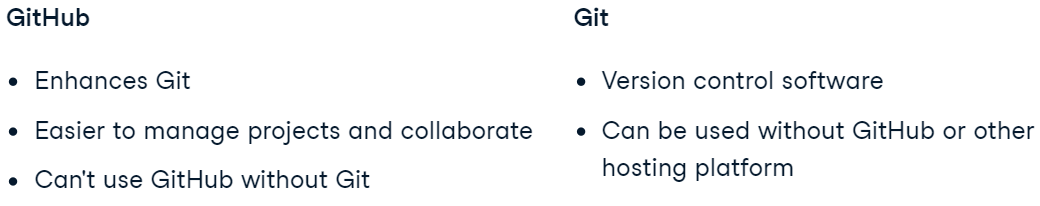 GitHub
• Enhances Git
• Easier to manage projects and collaborate
• Can't use GitHub without Git
Git
• Version control software
• Can be used without GitHub or other
hosting platform